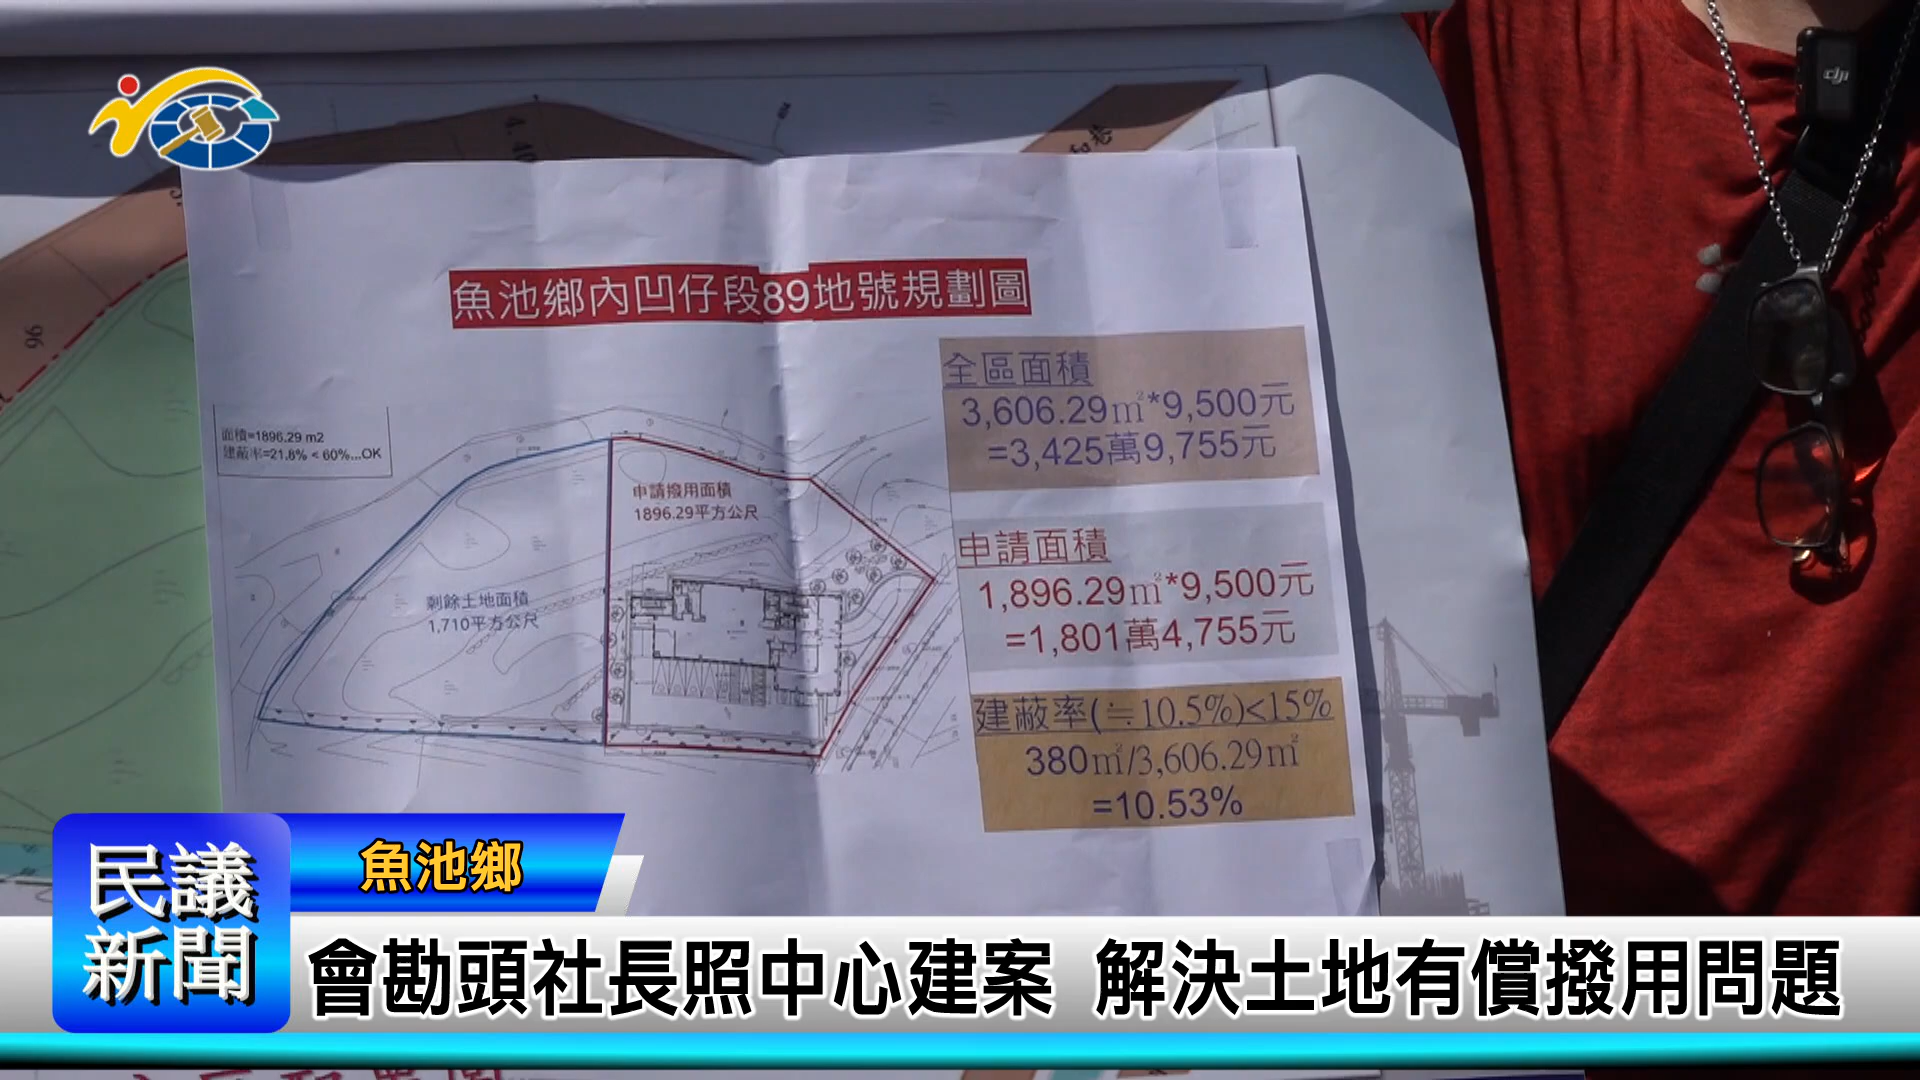 dji
和巷
4.40
96
魚池鄉內凹仔段89地號規劃圖
全區面積
3,606.29㎡*9,500元
=3,425萬9,755元
面積=1896.29 m2
建蔽率=21.8% < 60%...OK
申請撥用面積
1896.29平方公尺
申請面積
1,896.29㎡*9,500元
=1,801萬4,755元
剩餘土地面積
1,710平方公尺
建蔽率(≒10.5%)<15%
380㎡/3,606.29㎡
=10.53%
民議
新聞
魚池鄉
會勘頭社長照中心建案 解決土地有償撥用問題